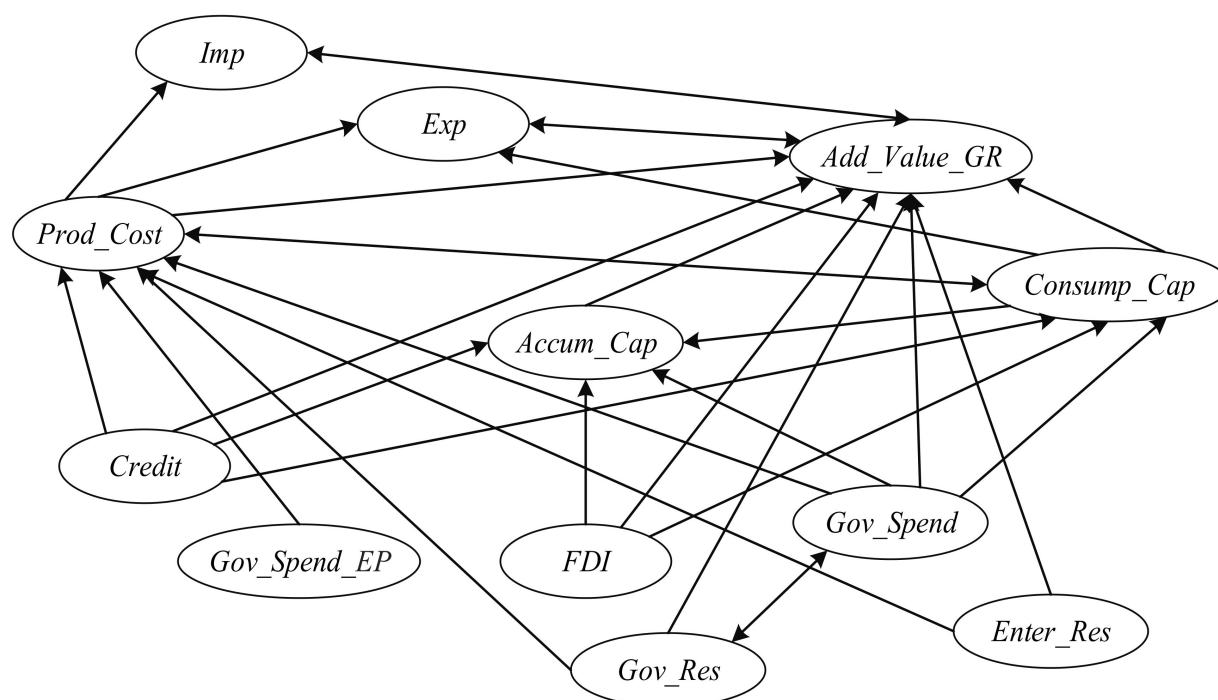 Imp
Exp
Add_Value_GR
Prod_Cost
Consump_Cap
Accum_Cap
Credit
Gov_Spend
Gov_Spend_EP
FDI
Enter_Res
Gov_Res